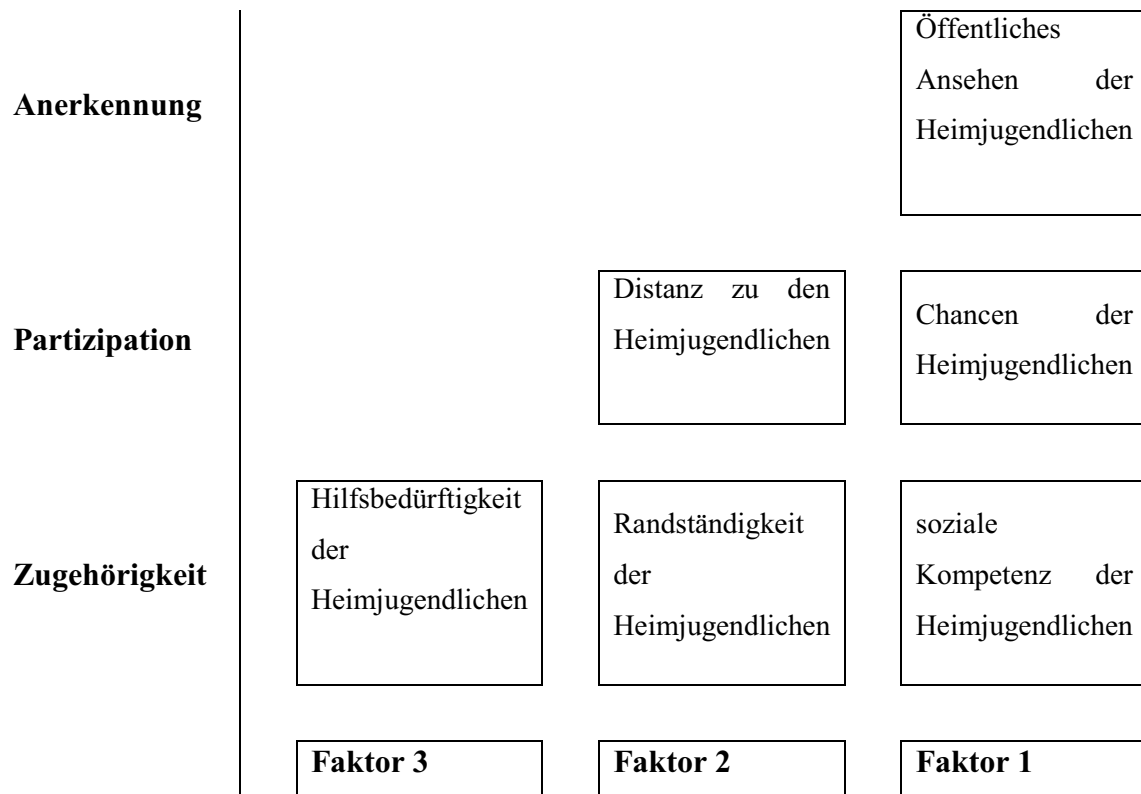 Anerkennung
Öffentliches
Ansehen der
Heimjugendlichen
Partizipation
Distanz zu den
Heimjugendlichen
Chancen der
Heimjugendlichen
Zugehörigkeit
Hilfsbedürftigkeit
der
Heimjugendlichen
Randständigkeit
der
Heimjugendlichen
soziale
Kompetenz der
Heimjugendlichen
Faktor 3
Faktor 2
Faktor 1